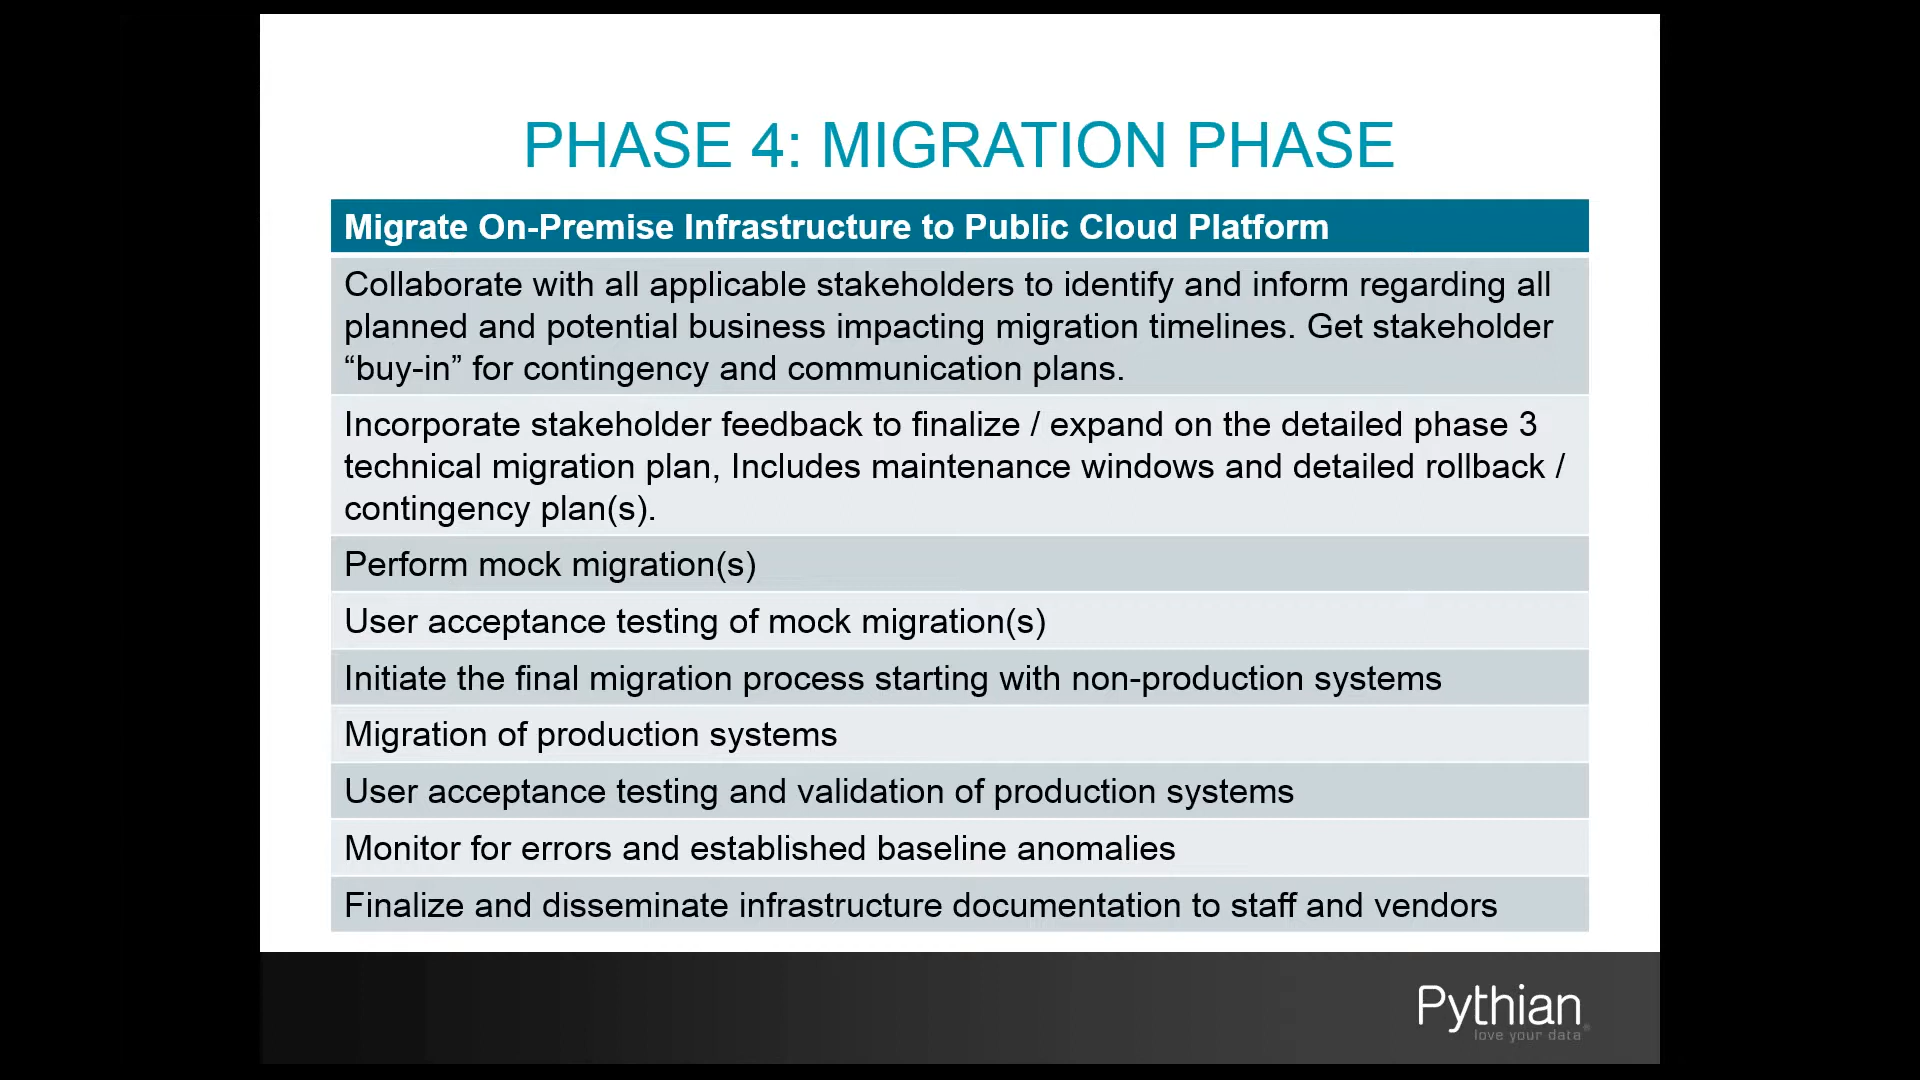 PHASE 4: MIGRATION PHASE
Migrate On-Premise Infrastructure to Public Cloud Platform
Collaborate with all applicable stakeholders to identify and inform regarding all
planned and potential business impacting migration timelines. Get stakeholder
“buy-in” for contingency and communication plans.
Incorporate stakeholder feedback to finalize / expand on the detailed phase 3
technical migration plan, Includes maintenance windows and detailed rollback /
contingency plan(s).
Perform mock migration(s)
User acceptance testing of mock migration(s)
Initiate the final migration process starting with non-production systems
Migration of production systems
User acceptance testing and validation of production systems
Monitor for errors and established baseline anomalies
Finalize and disseminate infrastructure documentation to staff and vendors
Pythian
love your data